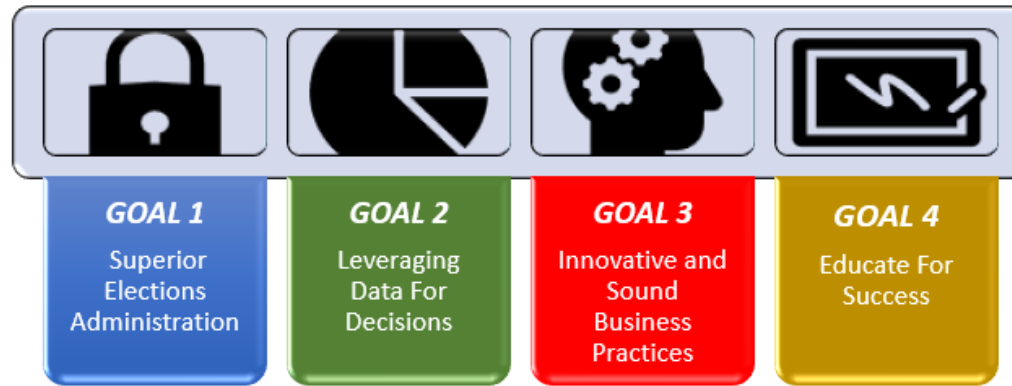 GOAL 1
Superior
Elections
Administration
GOAL 2
Leveraging
Data For
Decisions
GOAL 3
Innovative and
Sound
Business
Practices
GOAL 4
Educate For
Success